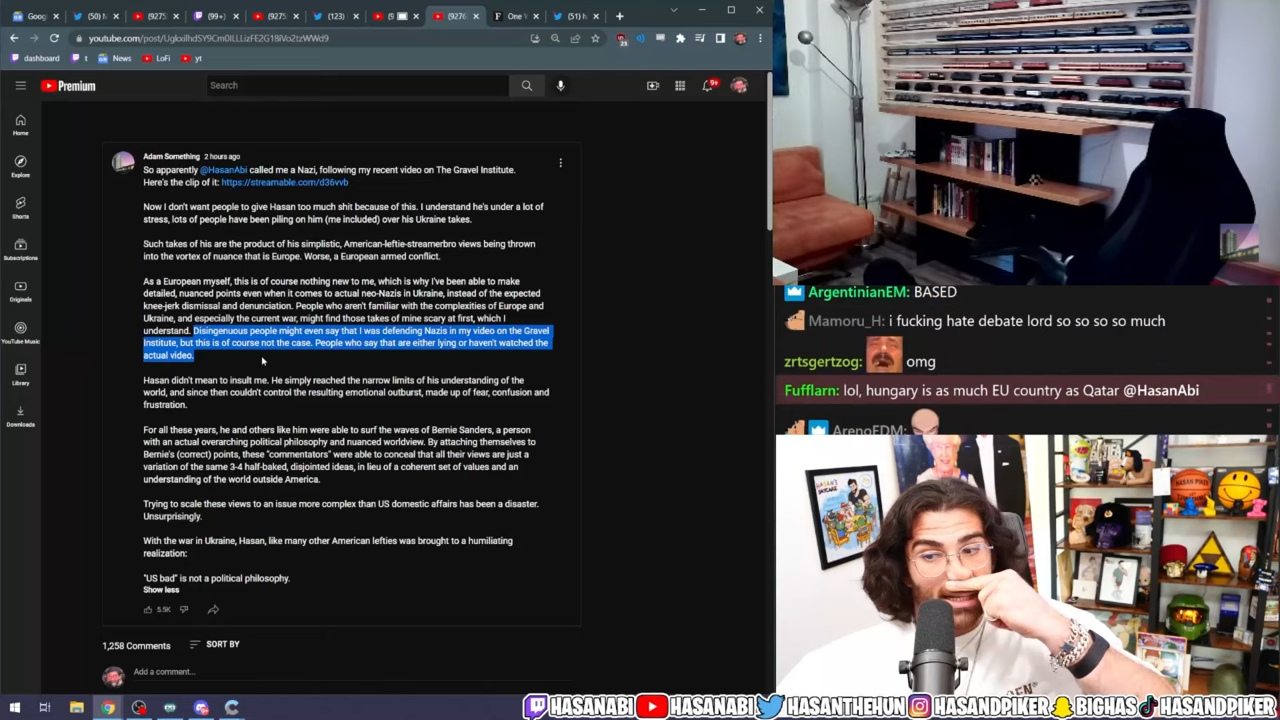 Goog
(50) N
(9275
(99+)
(9275
(123)
(9
(9276
One V
(51) h
youtube.com/post/UgkxilhdSY9Cm0ILLLizFE2G18IVo2tzWWd9
23
dashboard
t
News
LoFi
yt
Premium
Search
9+
Home
Explore
Shorts
Subscriptions
Originals
YouTube Music
Library
Downloads
Adam Something 2 hours ago
So apparently @HasanAbi called me a Nazi, following my recent video on The Gravel Institute.
Here's the clip of it: https://streamable.com/d36vvb
Now I don't want people to give Hasan too much shit because of this. I understand he's under a lot of
stress, lots of people have been piling on him (me included) over his Ukraine takes.
Such takes of his are the product of his simplistic, American-leftie-streamerbro views being thrown
into the vortex of nuance that is Europe. Worse, a European armed conflict.
As a European myself, this is of course nothing new to me, which is why I've been able to make
detailed, nuanced points even when it comes to actual neo-Nazis in Ukraine, instead of the expected
knee-jerk dismissal and denunciation. People who aren't familiar with the complexities of Europe and
Ukraine, and especially the current war, might find those takes of mine scary at first, which I
understand. Disingenuous people might even say that I was defending Nazis in my video on the Gravel
Institute, but this is of course not the case. People who say that are either lying or haven't watched the
actual video.
Hasan didn't mean to insult me. He simply reached the narrow limits of his understanding of the
world, and since then couldn't control the resulting emotional outburst, made up of fear, confusion and
frustration.
For all these years, he and others like him were able to surf the waves of Bernie Sanders, a person
with an actual overarching political philosophy and nuanced worldview. By attaching themselves to
Bernie's (correct) points, these "commentators" were able to conceal that all their views are just a
variation of the same 3-4 half-baked, disjointed ideas, in lieu of a coherent set of values and an
understanding of the world outside America.
Trying to scale these views to an issue more complex than US domestic affairs has been a disaster.
Unsurprisingly.
With the war in Ukraine, Hasan, like many other American lefties was brought to a humiliating
realization:
"US bad" is not a political philosophy.
Show less
5.5K
1,258 Comments
SORT BY
Add a comment...
ArgentinianEM: BASED
Mamoru_H: i fucking hate debate lord so so so so much
zrtsgertzog: omg
Fufflarn: lol, hungary is as much EU country as Qatar @HasanAbi
ArenoEDM:
HASAN PIKER
HASANABI HASANABI HASANTHEHUN HASANDPIKER BIGHAS HASANDPIKER